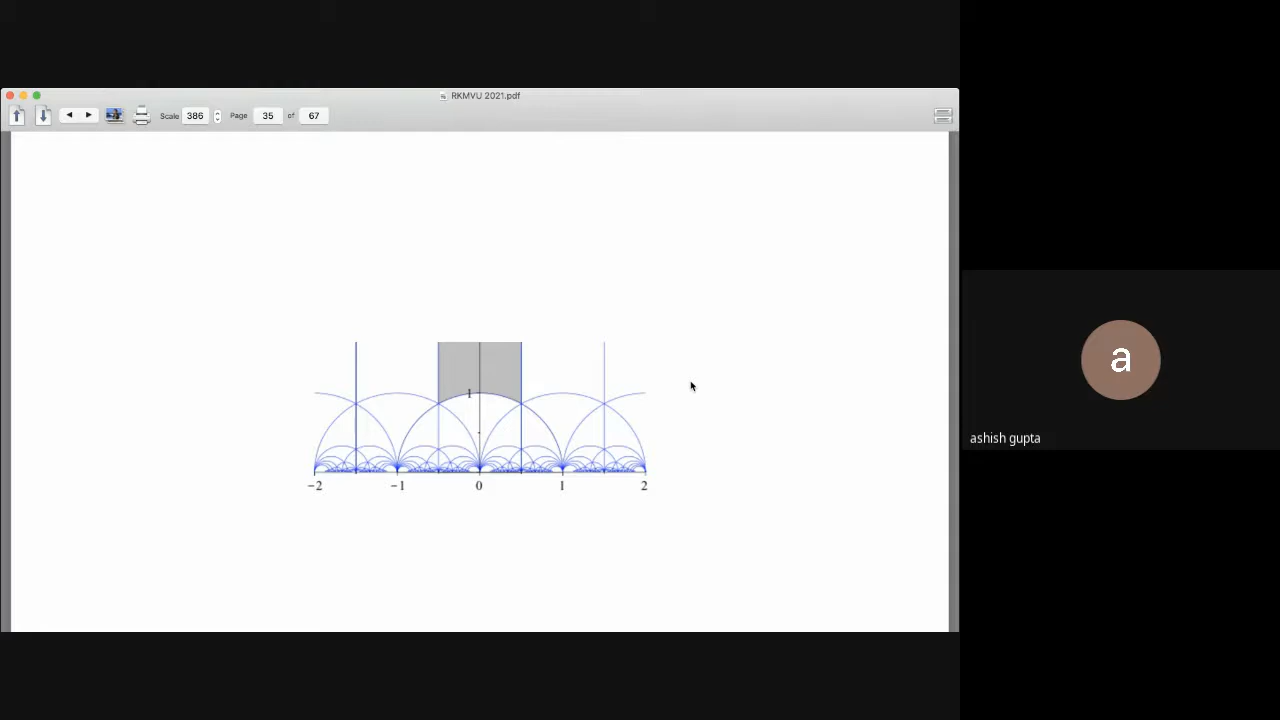 RKMVU 2021.pdf
Scale 386 Page 35 of 67
1
−2 −1 0 1 2
a
ashish gupta